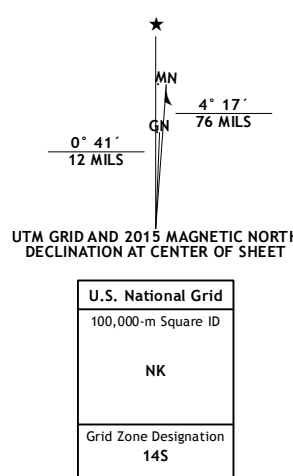 ★
MN
4° 17´
76 MILS
GN
0° 41´
12 MILS
UTM GRID AND 2015 MAGNETIC NORTH
DECLINATION AT CENTER OF SHEET
U.S. National Grid
100,000-m Square ID
NK
Grid Zone Designation
14S